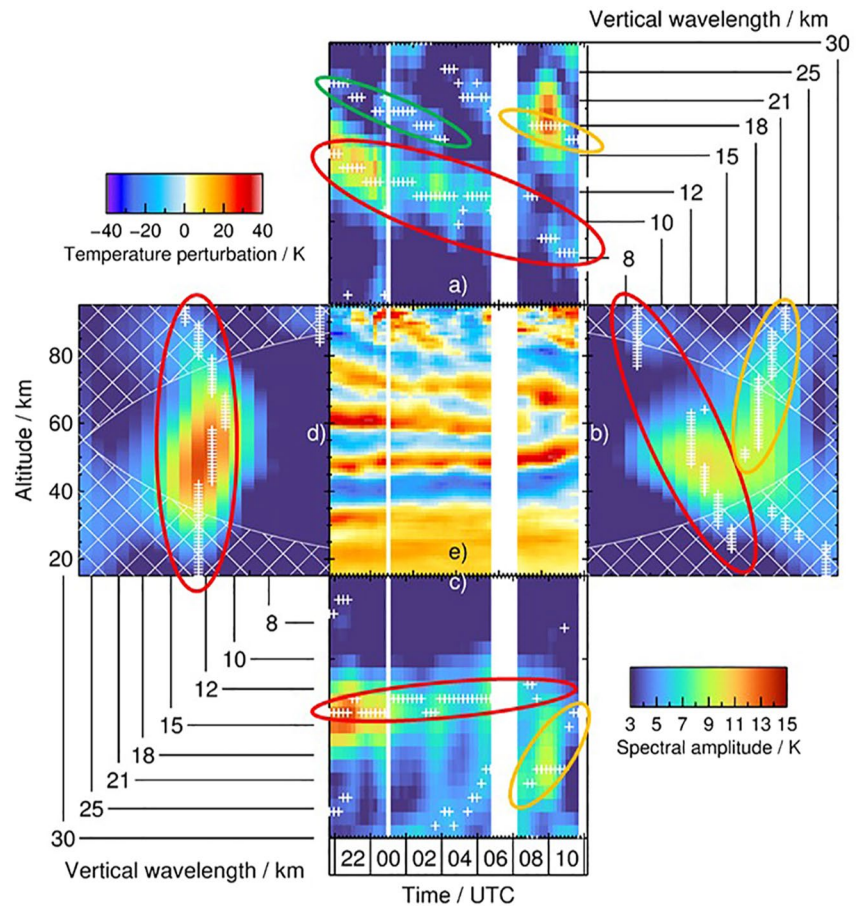 Vertical wavelength / km
30
25
21
18
15
12
10
8
−40 −20 0 20 40
Temperature perturbation / K
a)
80
60
40
20
Altitude / km
d)
b)
e)
c)
8
10
12
15
18
21
25
30
3 5 7 9 11 13 15
Spectral amplitude / K
Vertical wavelength / km
22 00 02 04 06 08 10
Time / UTC